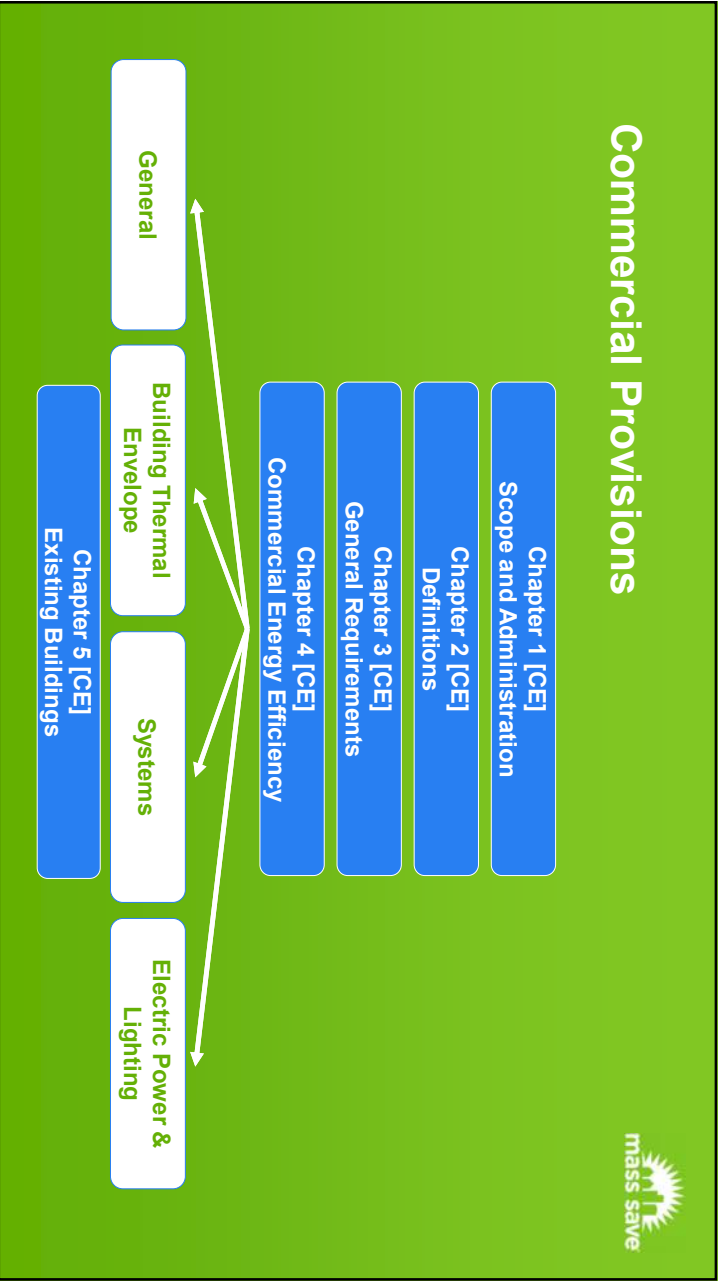 Commercial Provisions
mass save
Chapter 1 [CE]
Scope and Administration
Chapter 2 [CE]
Definitions
Chapter 3 [CE]
General Requirements
Chapter 4 [CE]
Commercial Energy Efficiency
General
Building Thermal
Envelope
Systems
Electric Power &
Lighting
Chapter 5 [CE]
Existing Buildings